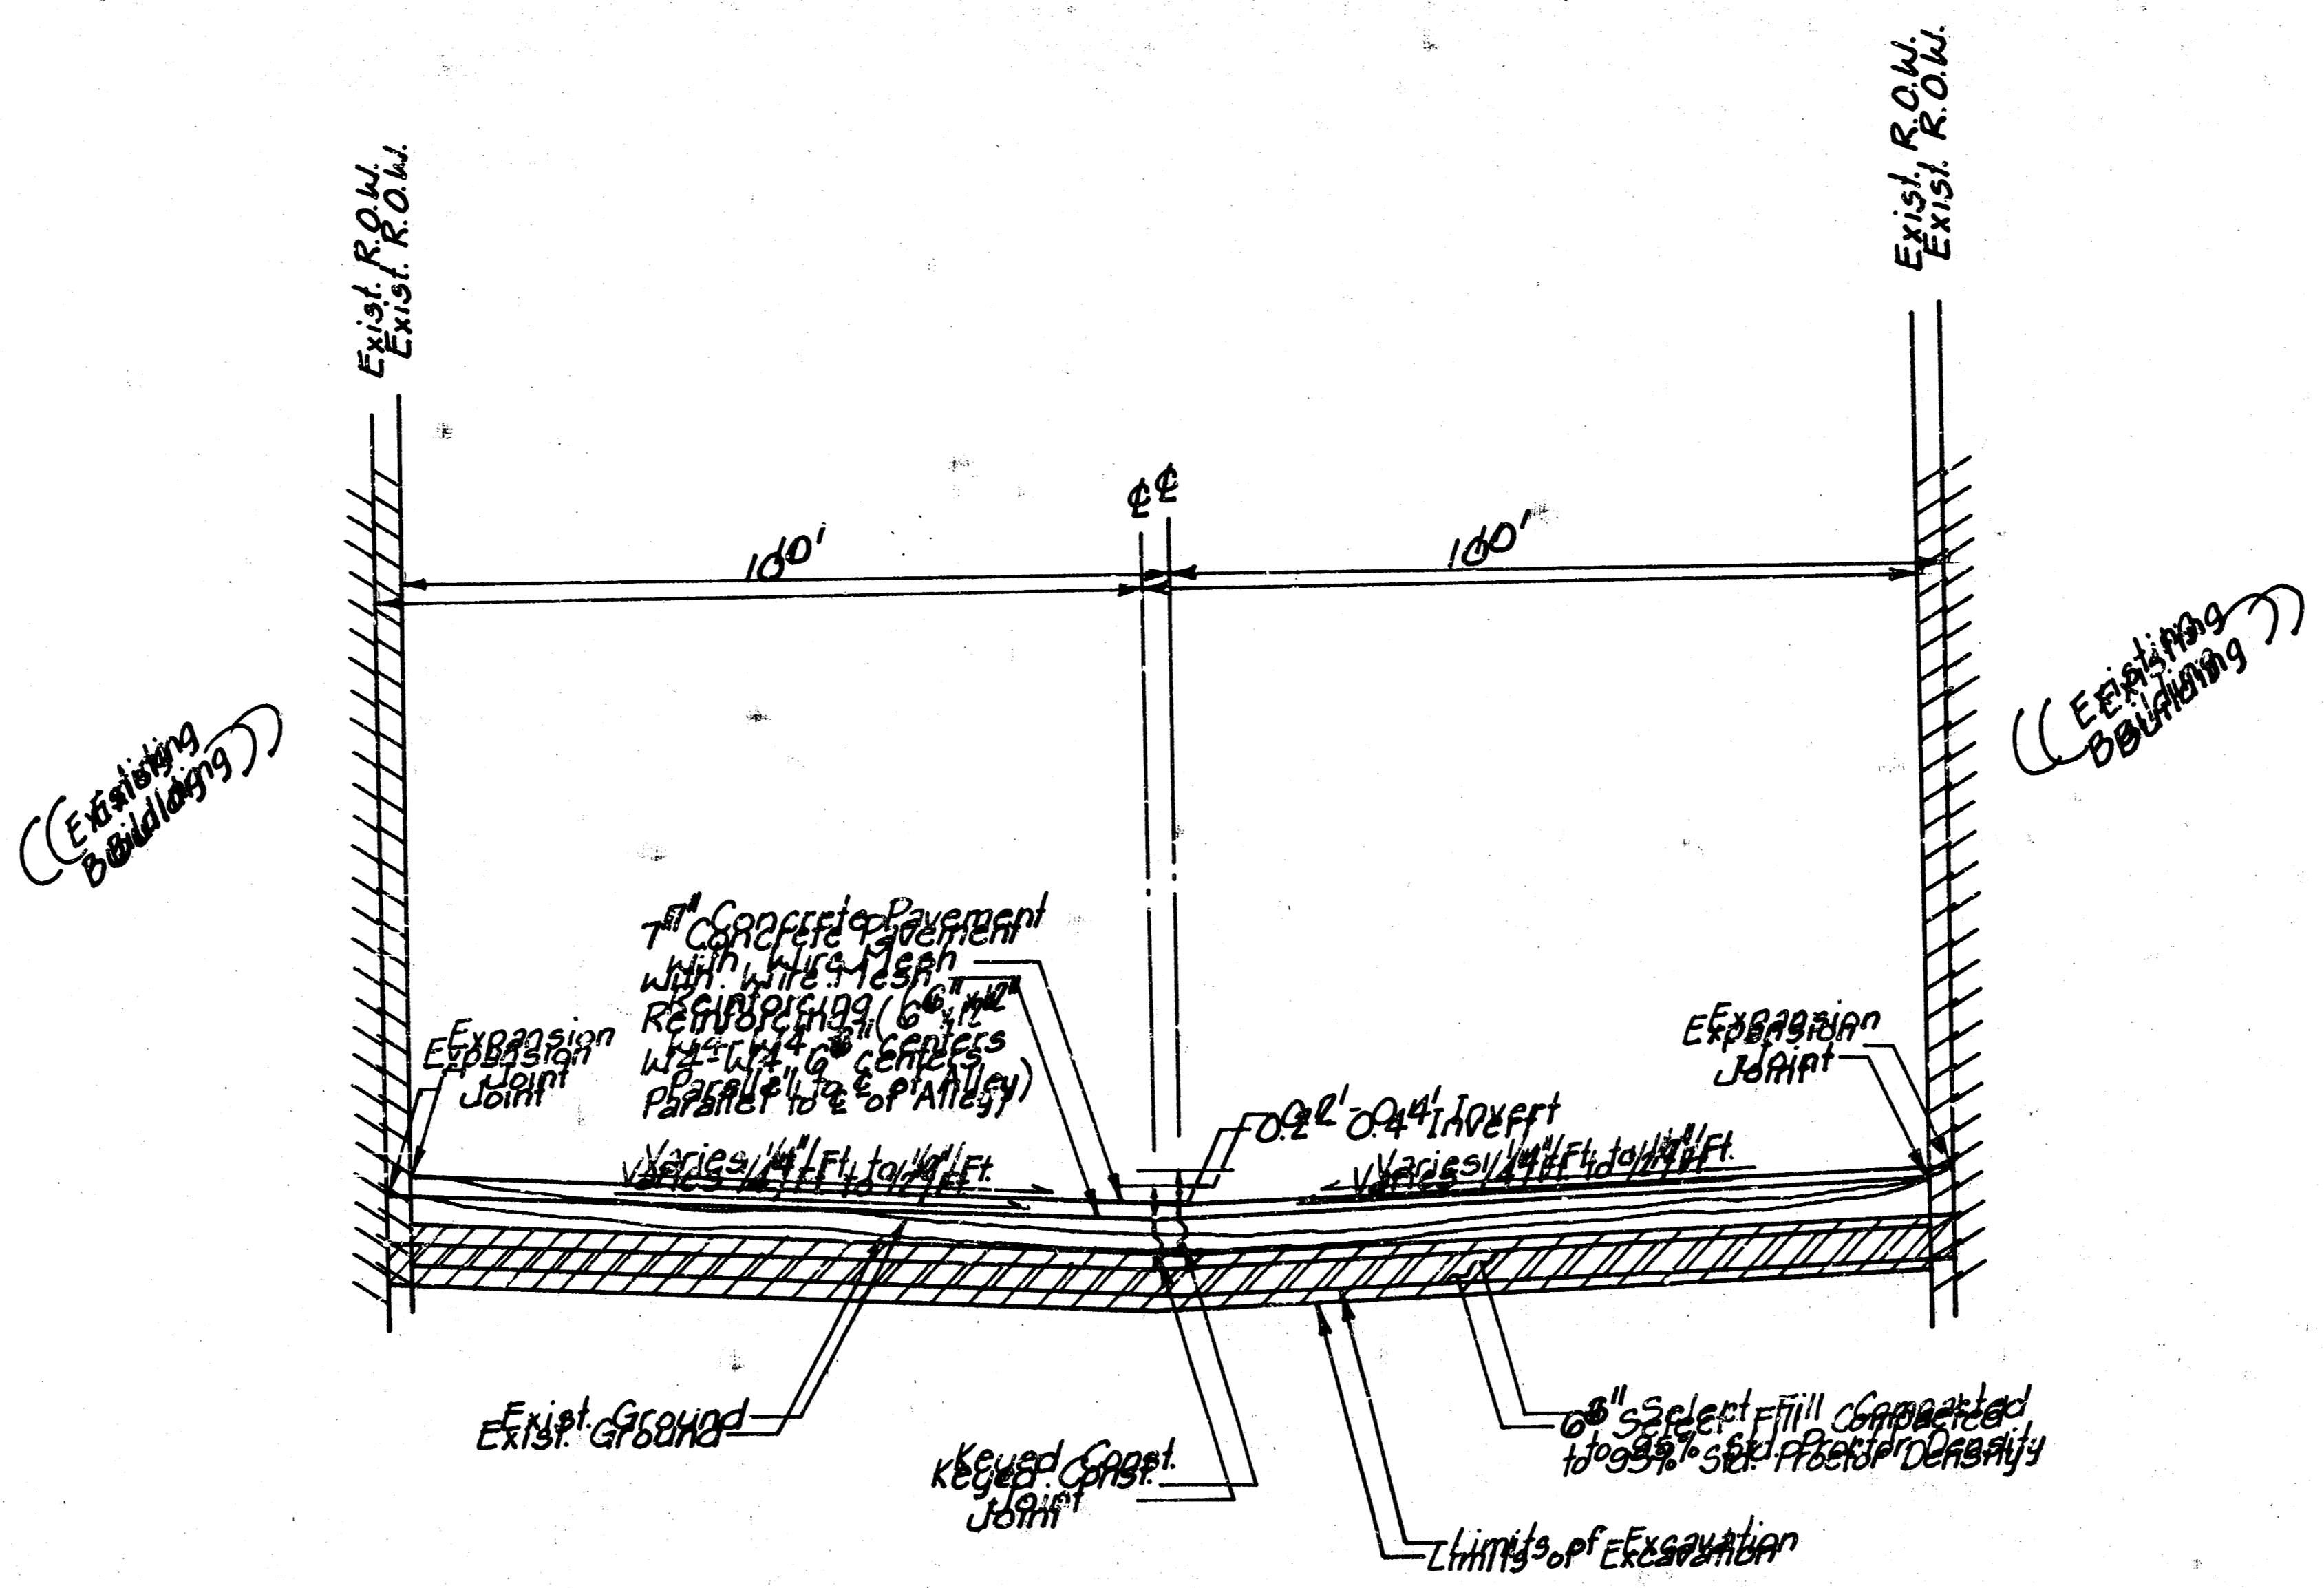 Exist. R.O.W.
Exist. R.O.W.
℄
10'
10'
(Existing
Building)
(Existing
Building)
7" Concrete Pavement
with Wire Mesh
Reinforcing (6"x12"
W4-W4 6" centers
Parallel to ℄ of Alley)
Expansion
Joint
Expansion
Joint
0.2'-0.4' Invert
Varies 1/4"/Ft. to 1/2"/Ft.
Varies 1/4"/Ft. to 1/2"/Ft.
Exist. Ground
6" Select Fill Compacted
to 95% Std. Proctor Density
Keyed Const.
Joint
Limits of Excavation